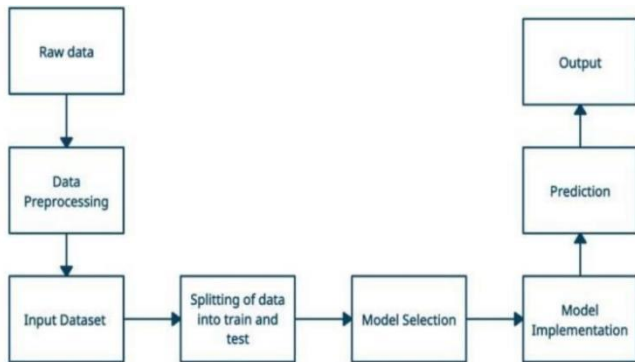 Raw data
Data
Preprocessing
Input Dataset
Splitting of data
into train and
test
Model Selection
Model
Implementation
Prediction
Output